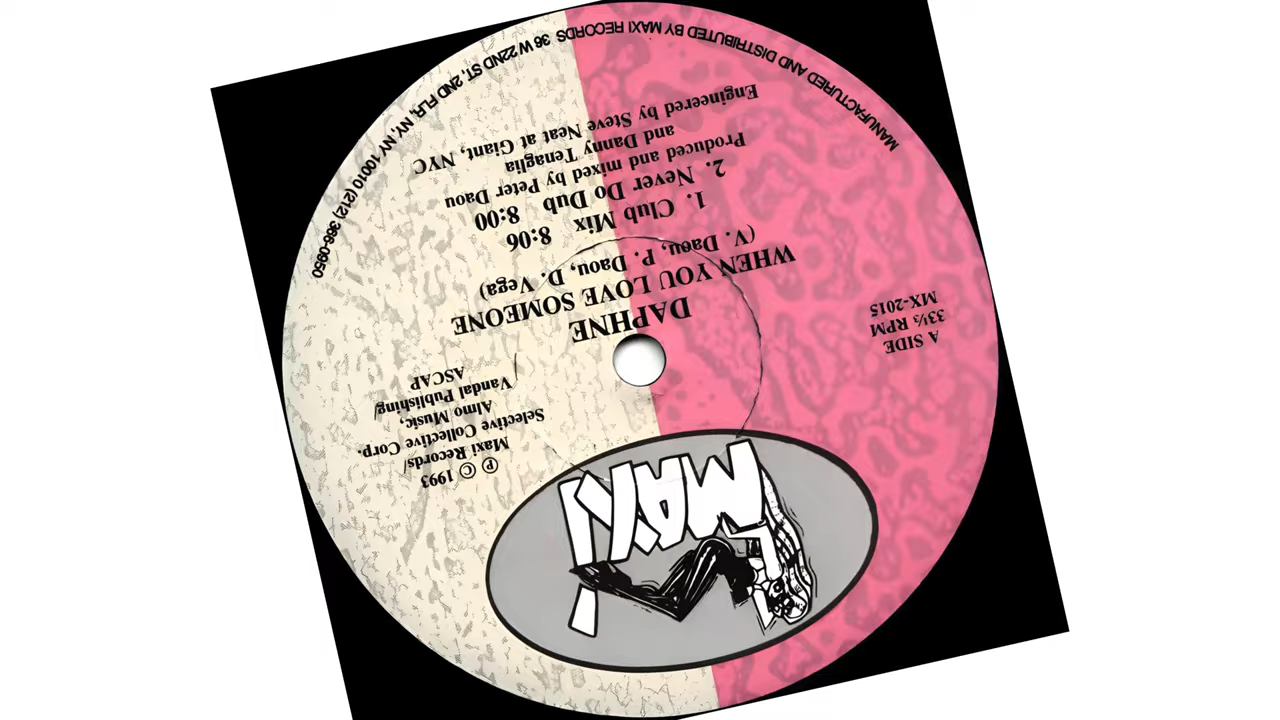 MAXI
A SIDE
33⅓ RPM
MX-2015
℗ © 1993
Maxi Records/
Selective Collective Corp.
Almo Music,
Vandal Publishing/
ASCAP
DAPHNE
WHEN YOU LOVE SOMEONE
(V. Daou, P. Daou, D. Vega)
1. Club Mix 8:06
2. Never Do Dub 8:00
Produced and mixed by Peter Daou
and Danny Tenaglia
Engineered by Steve Neat at Giant, NYC
MANUFACTURED AND DISTRIBUTED BY MAXI RECORDS 36 W 22ND ST, 2ND FLR, NY, NY 10010 (212) 366-0950